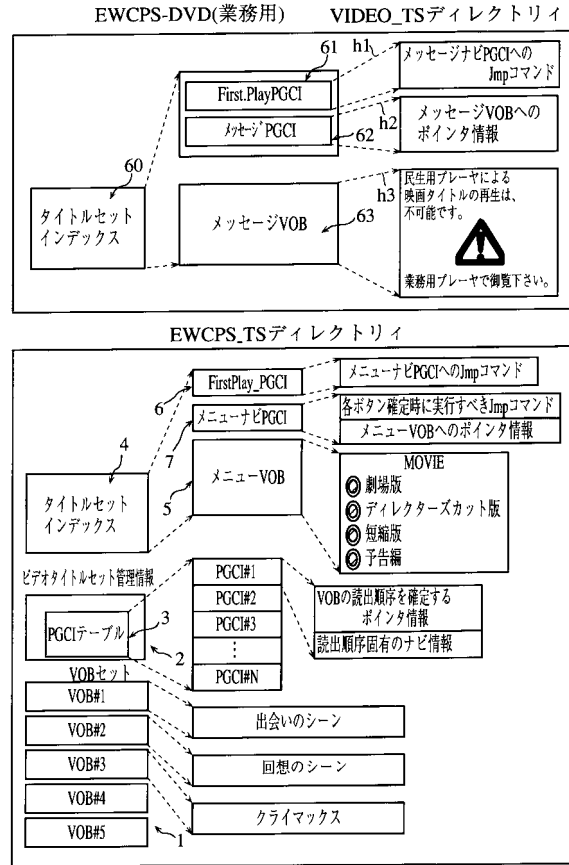 EWCPS-DVD(業務用)　VIDEO_TSディレクトリィ
61
h1
First.PlayPGCI
メッセージナビPGCIへの
Jmpコマンド
メッセージPGCI
62
h2
メッセージVOBへの
ポインタ情報
60
タイトルセット
インデックス
メッセージVOB
63
h3
民生用プレーヤによる
映画タイトルの再生は、
不可能です。
業務用プレーヤで御覧下さい。
EWCPS_TSディレクトリィ
6
FirstPlay_PGCI
メニューナビPGCIへのJmpコマンド
7
メニューナビPGCI
各ボタン確定時に実行すべきJmpコマンド
メニューVOBへのポインタ情報
4
タイトルセット
インデックス
5
メニューVOB
MOVIE
劇場版
ディレクターズカット版
短縮版
予告編
ビデオタイトルセット管理情報
PGCIテーブル
3
2
PGCI#1
PGCI#2
PGCI#3
⋮
PGCI#N
VOBの読出順序を確定する
ポインタ情報
読出順序固有のナビ情報
VOBセット
VOB#1
VOB#2
VOB#3
VOB#4
VOB#5
1
出会いのシーン
回想のシーン
クライマックス